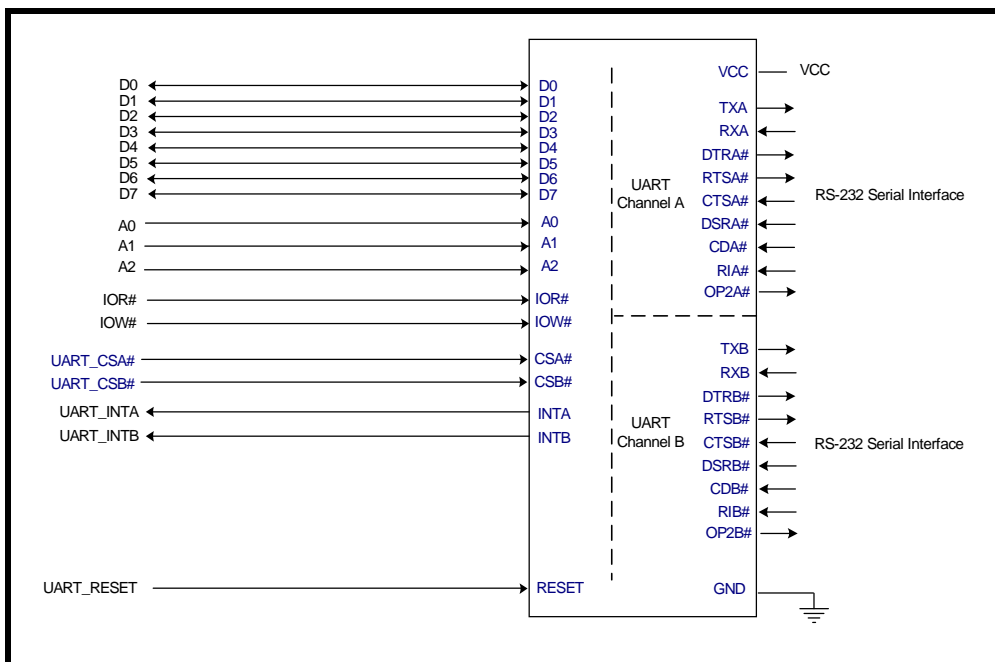 D0 D0
D1 D1
D2 D2
D3 D3
D4 D4
D5 D5
D6 D6
D7 D7
A0 A0
A1 A1
A2 A2
IOR# IOR#
IOW# IOW#
UART_CSA# CSA#
UART_CSB# CSB#
UART_INTA INTA
UART_INTB INTB
UART_RESET RESET
UART
Channel A
VCC VCC
TXA
RXA
DTRA#
RTSA#
CTSA#
DSRA#
CDA#
RIA#
OP2A#
RS-232 Serial Interface
UART
Channel B
TXB
RXB
DTRB#
RTSB#
CTSB#
DSRB#
CDB#
RIB#
OP2B#
RS-232 Serial Interface
GND